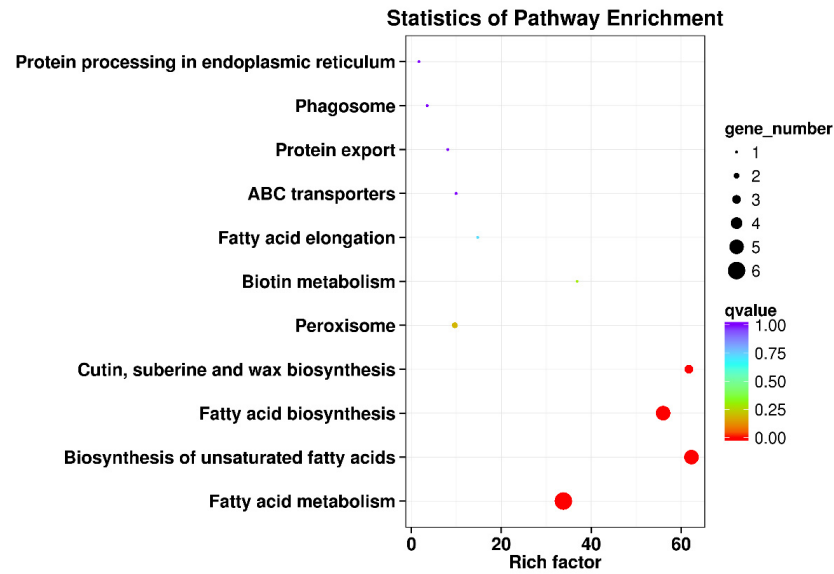 Statistics of Pathway Enrichment
Protein processing in endoplasmic reticulum
Phagosome
Protein export
ABC transporters
Fatty acid elongation
Biotin metabolism
Peroxisome
Cutin, suberine and wax biosynthesis
Fatty acid biosynthesis
Biosynthesis of unsaturated fatty acids
Fatty acid metabolism
0 20 40 60
Rich factor
gene_number
1
2
3
4
5
6
qvalue
1.00
0.75
0.50
0.25
0.00